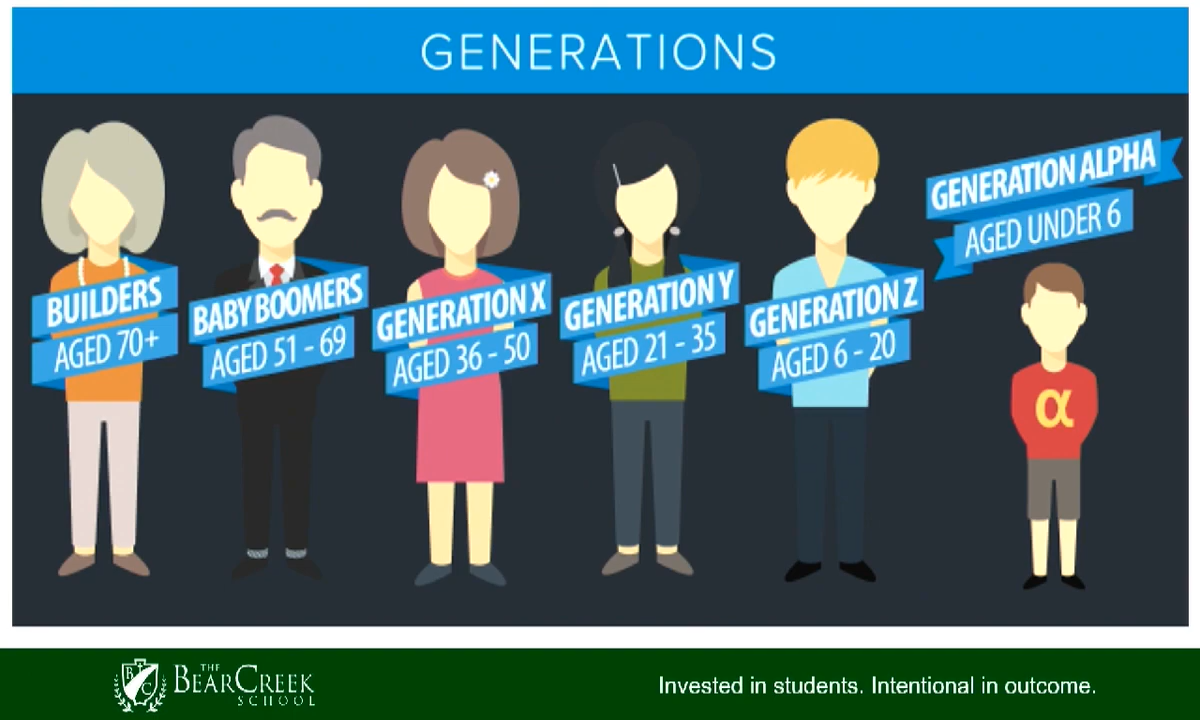 GENERATIONS
BUILDERS
AGED 70+
BABY BOOMERS
AGED 51 - 69
GENERATION X
AGED 36 - 50
GENERATION Y
AGED 21 - 35
GENERATION Z
AGED 6 - 20
GENERATION ALPHA
AGED UNDER 6
α
B
C
THE
BEARCREEK
SCHOOL
Invested in students. Intentional in outcome.